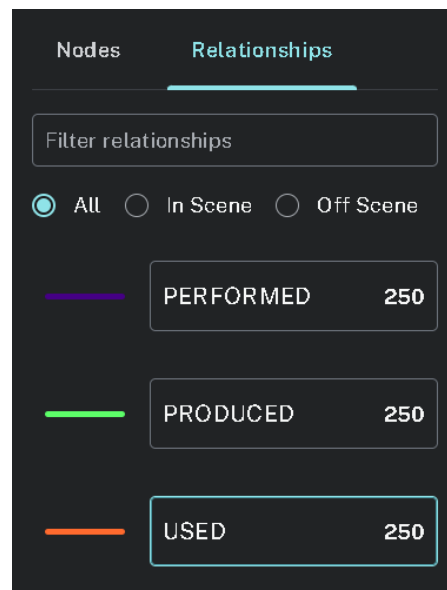 Nodes Relationships
Filter relationships
All In Scene Off Scene
PERFORMED 250
PRODUCED 250
USED 250